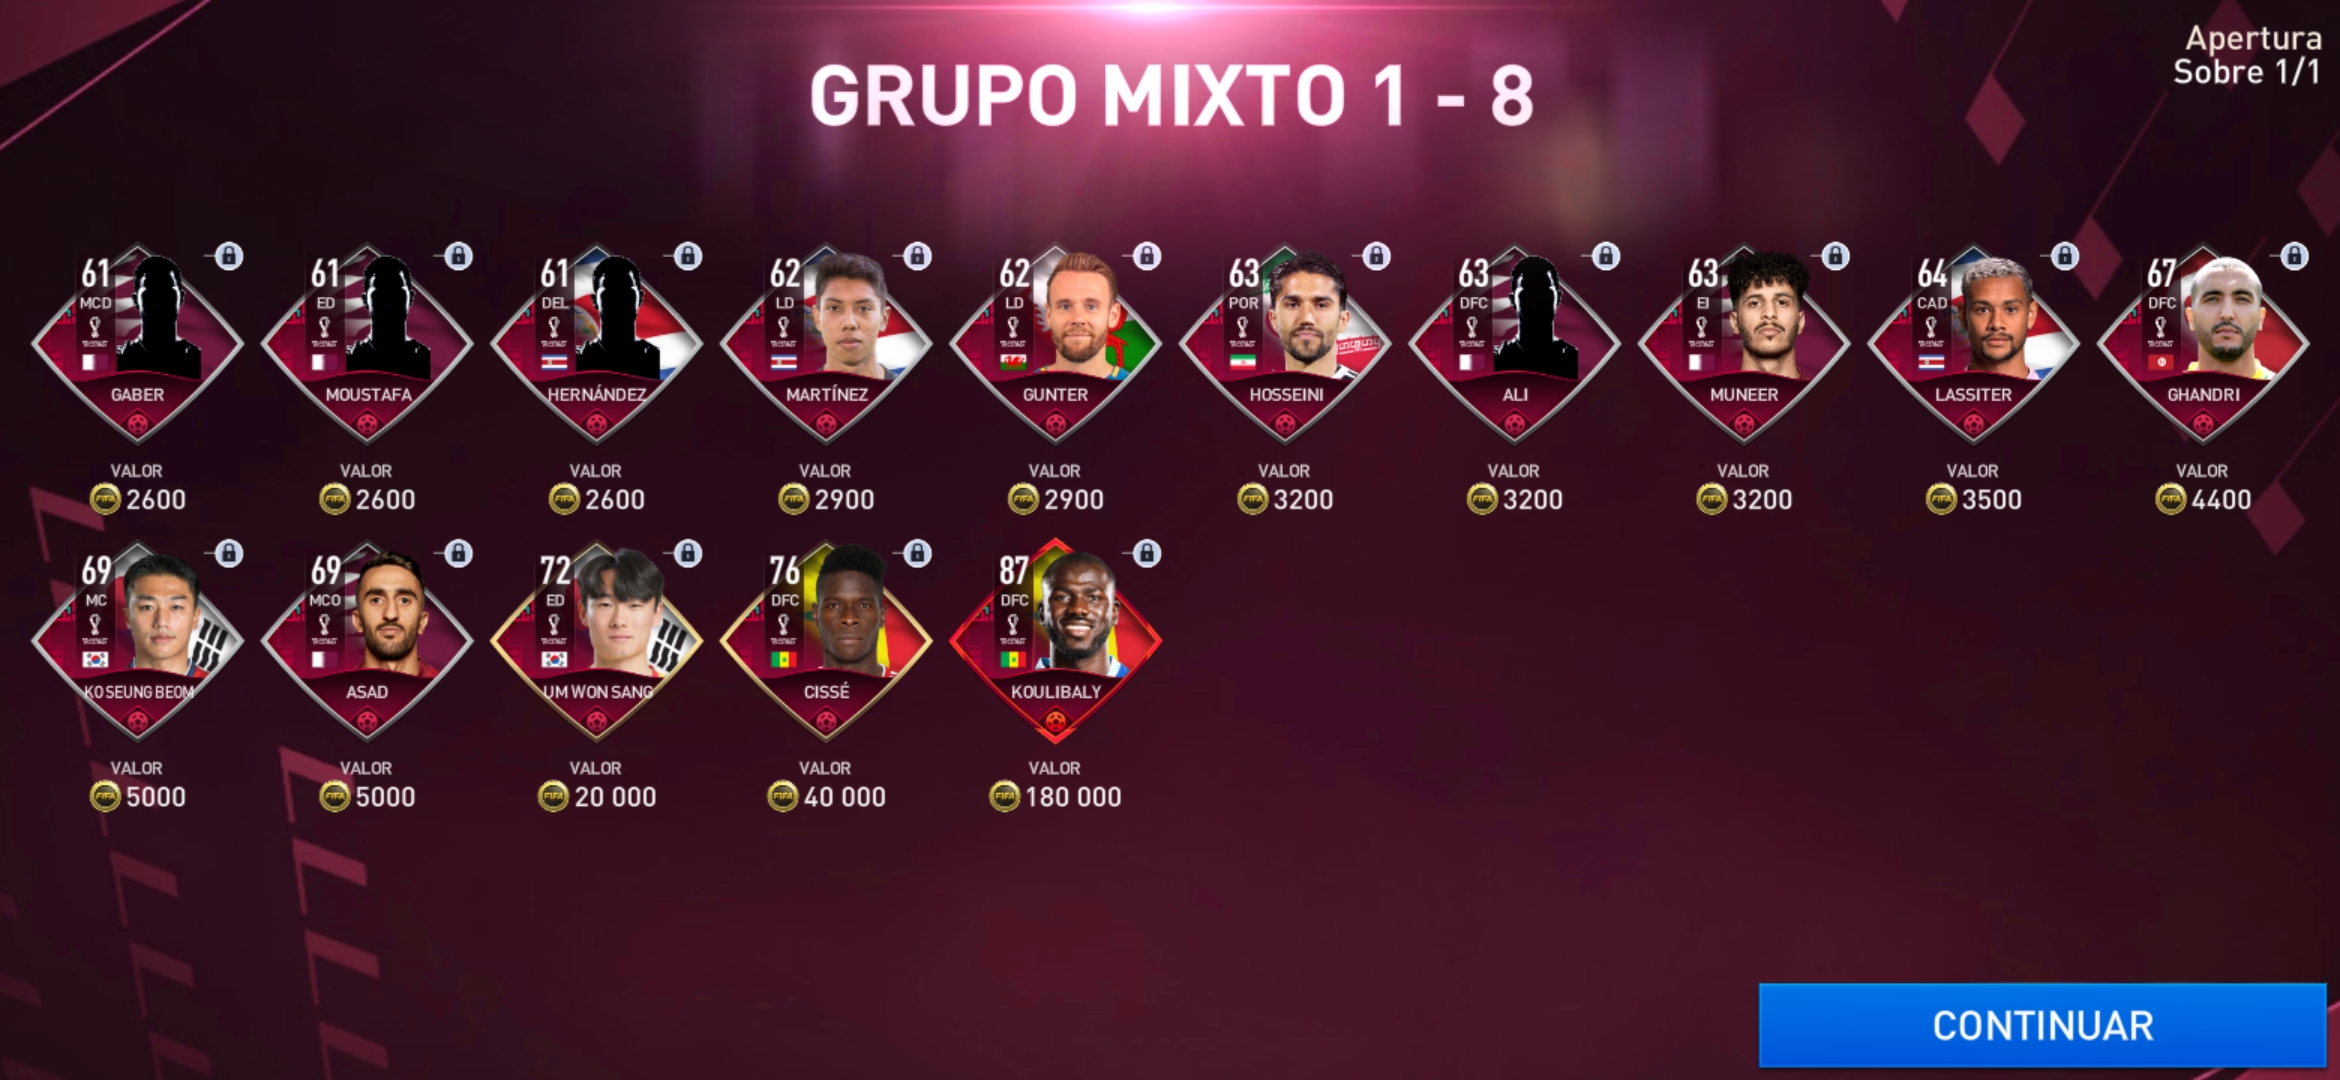 Apertura
Sobre 1/1
GRUPO MIXTO 1 - 8
61 61 61 62 62 63 63 63 64 67
MCD ED DEL LD LD POR DFC EI CAD DFC
GABER MOUSTAFA HERNÁNDEZ MARTÍNEZ GUNTER HOSSEINI ALI MUNEER LASSITER GHANDRI
VALOR VALOR VALOR VALOR VALOR VALOR VALOR VALOR VALOR VALOR
2600 2600 2600 2900 2900 3200 3200 3200 3500 4400
69 69 72 76 87
MC MCO ED DFC DFC
KO SEUNG BEOM ASAD UM WON SANG CISSÉ KOULIBALY
VALOR VALOR VALOR VALOR VALOR
5000 5000 20 000 40 000 180 000
CONTINUAR